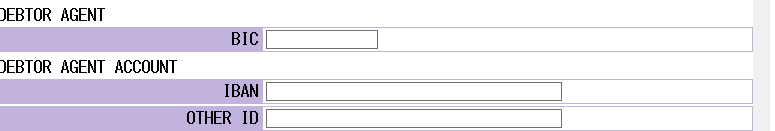 DEBTOR AGENT
BIC
DEBTOR AGENT ACCOUNT
IBAN
OTHER ID